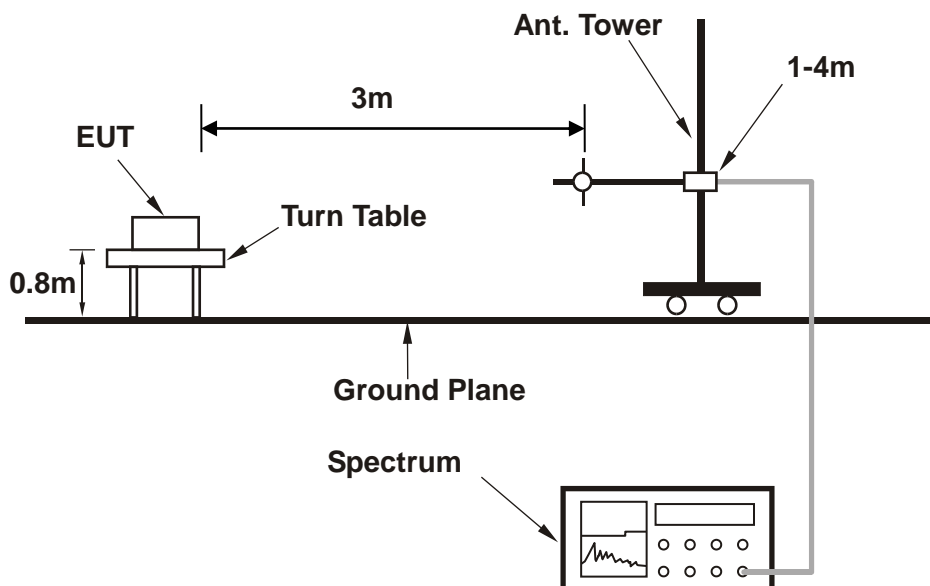 Ant. Tower
1-4m
3m
EUT
Turn Table
0.8m
Ground Plane
Spectrum